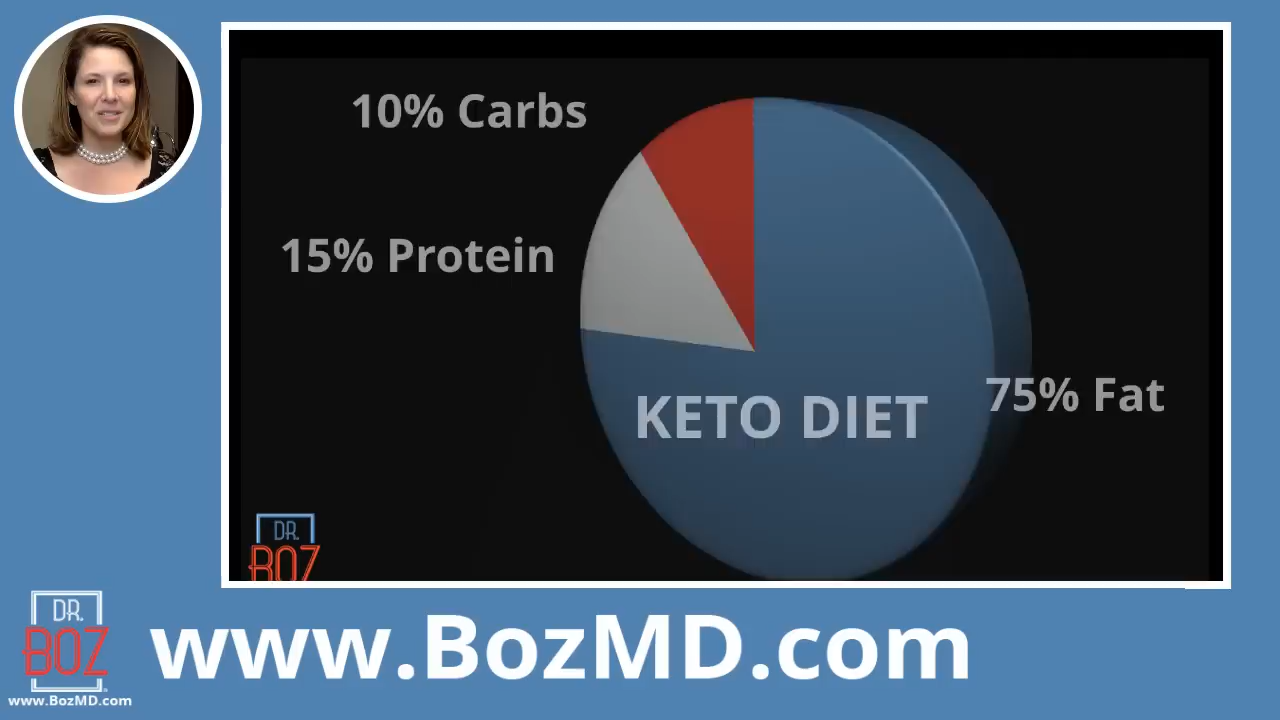 10% Carbs
15% Protein
75% Fat
KETO DIET
DR.
BOZ
DR.
BOZ
www.BozMD.com
www.BozMD.com